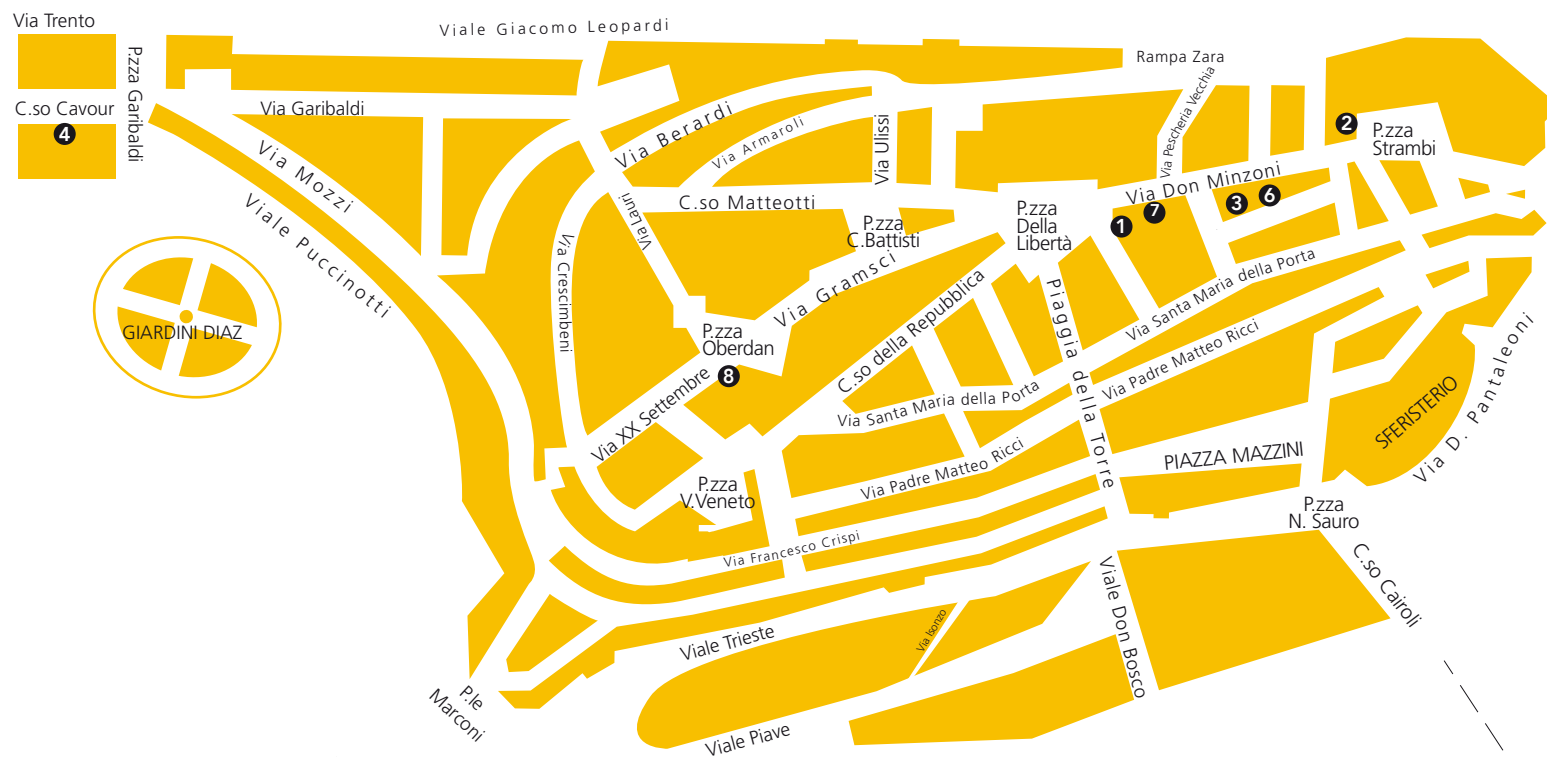 Via Trento
Viale Giacomo Leopardi
P.zza Garibaldi
Rampa Zara
C.so Cavour
4
Via Garibaldi
Via Berardi
Via Armaroli
Via Ulissi
Via Pescheria Vecchia
2
P.zza
Strambi
Via Mozzi
Viale Puccinotti
Via Lauri
C.so Matteotti
P.zza
C.Battisti
P.zza
Della
Libertà
Via Don Minzoni
1
7
3
6
Via Crescimbeni
Via Gramsci
GIARDINI DIAZ
P.zza
Oberdan
8
Via XX Settembre
C.so della Repubblica
Piaggia della Torre
Via Santa Maria della Porta
Via Santa Maria della Porta
Via Padre Matteo Ricci
Via Padre Matteo Ricci
SFERISTERIO
Via D. Pantaleoni
PIAZZA MAZZINI
P.zza
V.Veneto
P.zza
N. Sauro
Via Francesco Crispi
C.so Cairoli
Viale Don Bosco
Viale Trieste
Via Isonzo
P.le
Marconi
Viale Piave